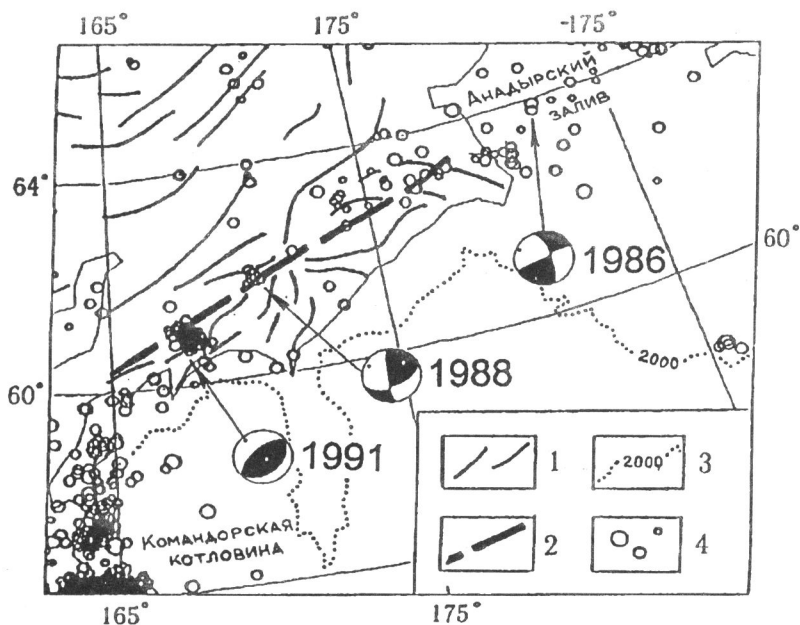 165° 175° -175°
АНАДЫРСКИЙ
ЗАЛИВ
64°
60°
1986
2000
1988
60°
1991
1
2000
3
КОМАНДОРСКАЯ
КОТЛОВИНА
2
4
165° 175°